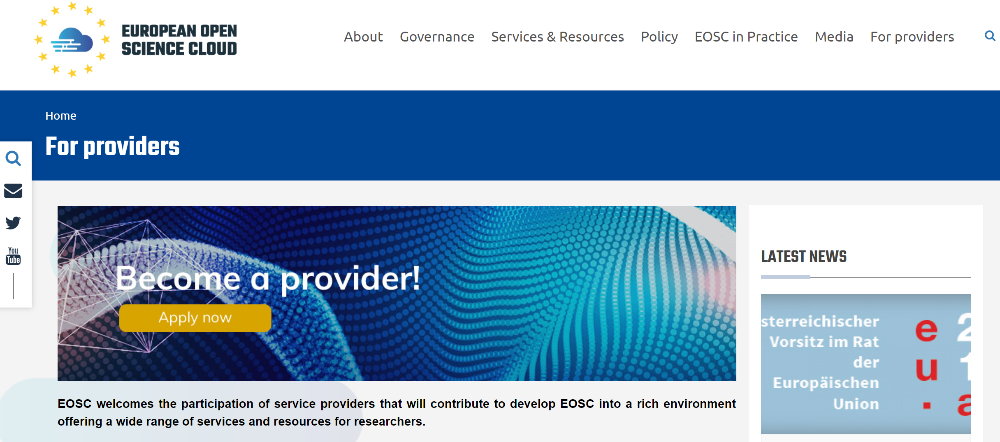 EUROPEAN OPEN
SCIENCE CLOUD
About Governance Services & Resources Policy EOSC in Practice Media For providers
Home
For providers
You
Tube
Become a provider!
Apply now
EOSC welcomes the participation of service providers that will contribute to develop EOSC into a rich environment
offering a wide range of services and resources for researchers.
LATEST NEWS
sterreichischer
Vorsitz im Rat
der
Europäischen
Union
e 2
u 1
. a